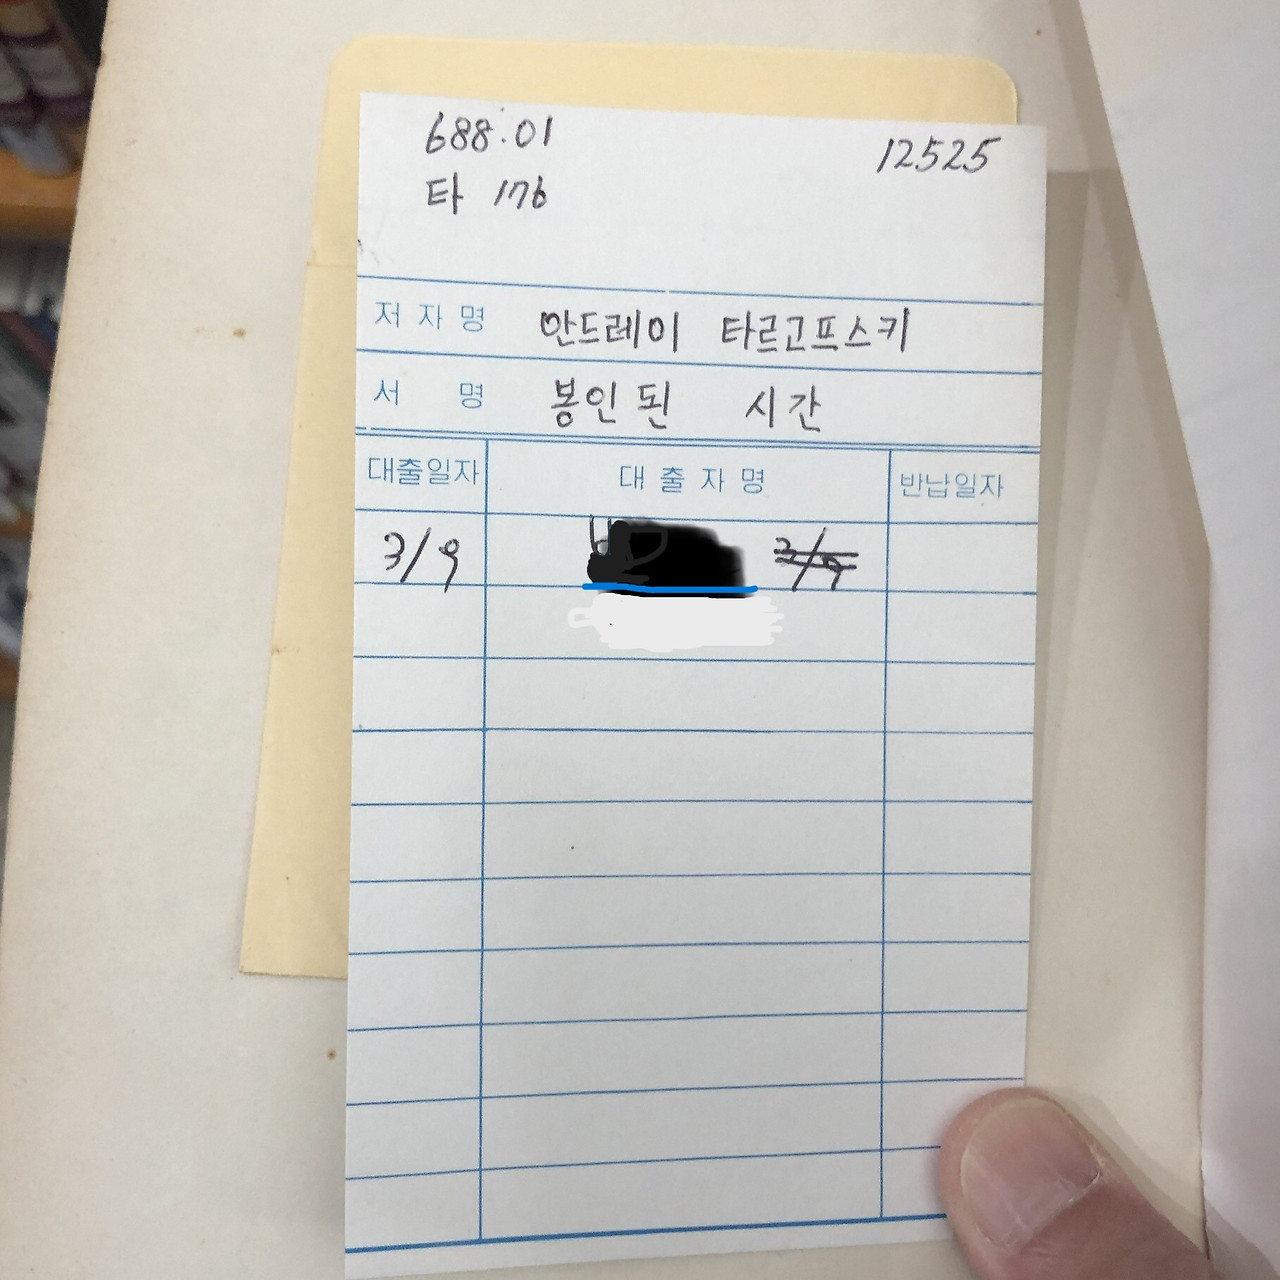 688.01 12525
타 176
저자명 안드레이 타르고프스키
서 명 봉인된 시간
대출일자 대출자명 반납일자
3/9 3/9